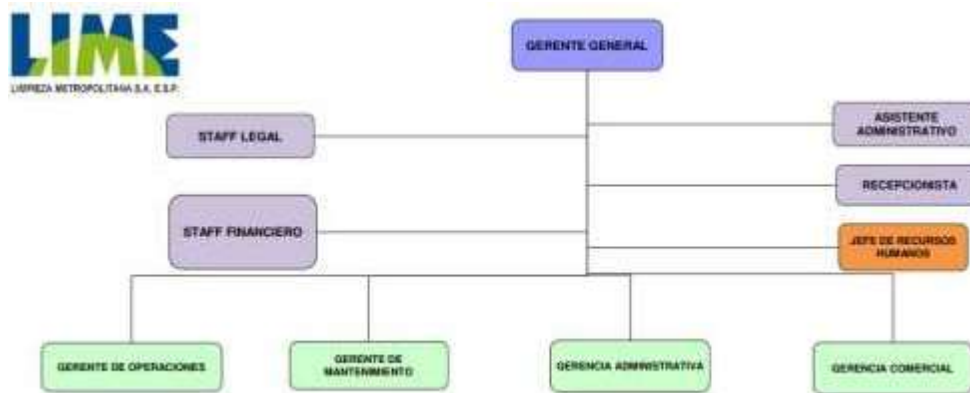 LIME
LIMPIEZA METROPOLITANA S.A. E.S.P.
GERENTE GENERAL
STAFF LEGAL
ASISTENTE
ADMINISTRATIVO
RECEPCIONISTA
STAFF FINANCIERO
JEFE DE RECURSOS
HUMANOS
GERENTE DE OPERACIONES
GERENTE DE
MANTENIMIENTO
GERENCIA ADMINISTRATIVA
GERENCIA COMERCIAL